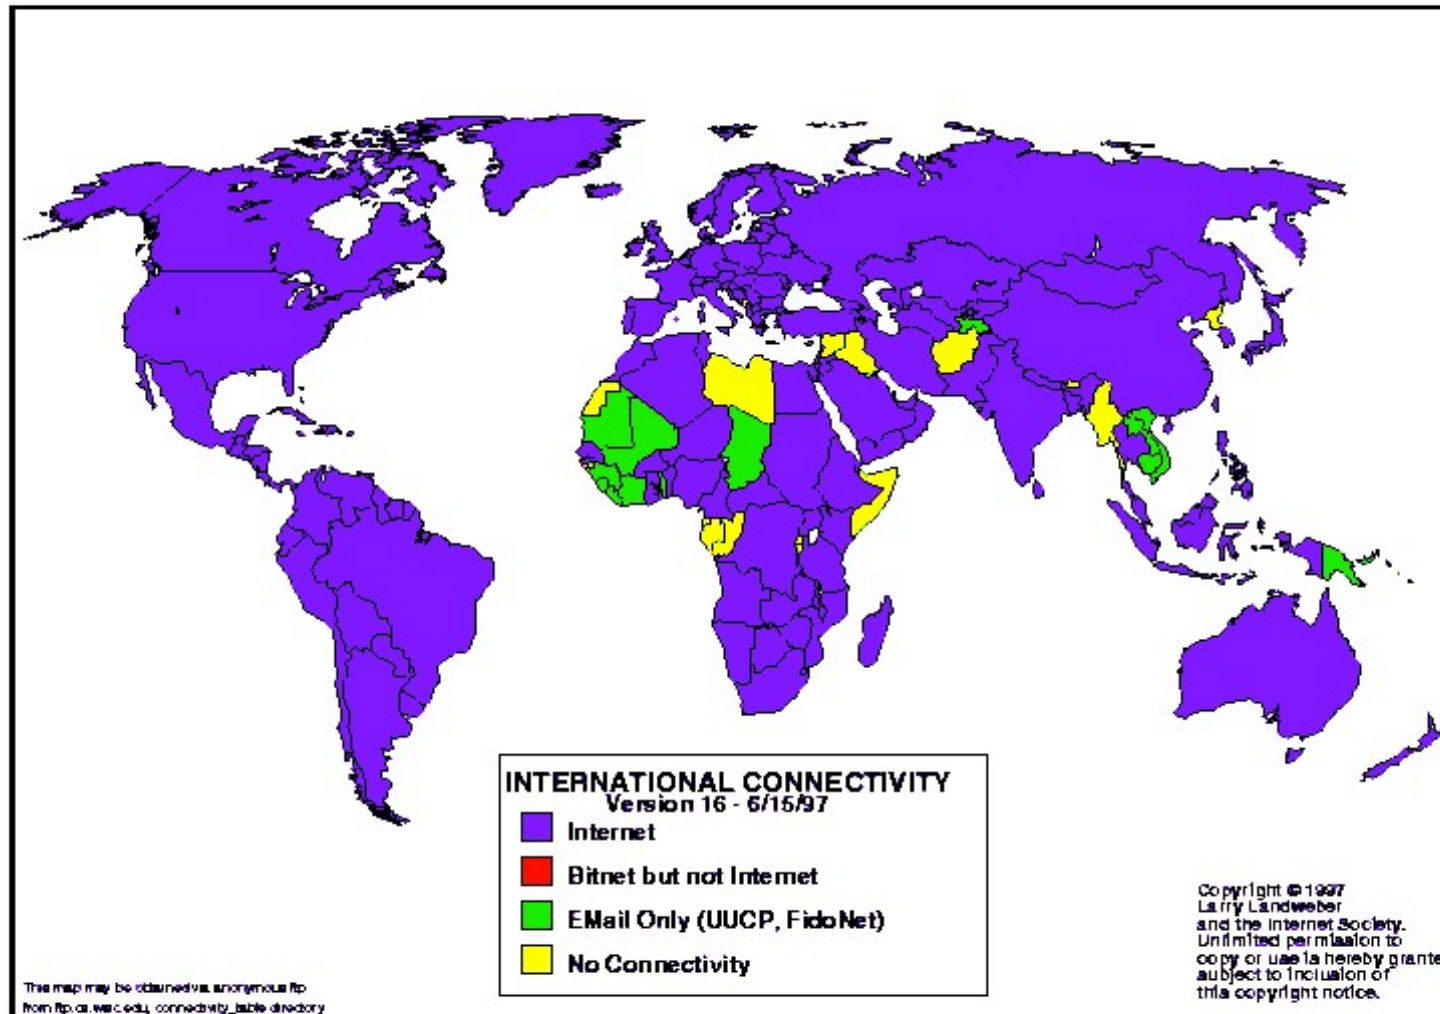 INTERNATIONAL CONNECTIVITY
Version 16 - 6/15/97
Internet
Bitnet but not Internet
EMail Only (UUCP, FidoNet)
No Connectivity
Copyright © 1997
Larry Landweber
and the Internet Society.
Unlimited permission to
copy or use is hereby grante
subject to inclusion of
this copyright notice.
This map may be obtained via anonymous ftp
from ftp.cs.wisc.edu, connectivity_table directory